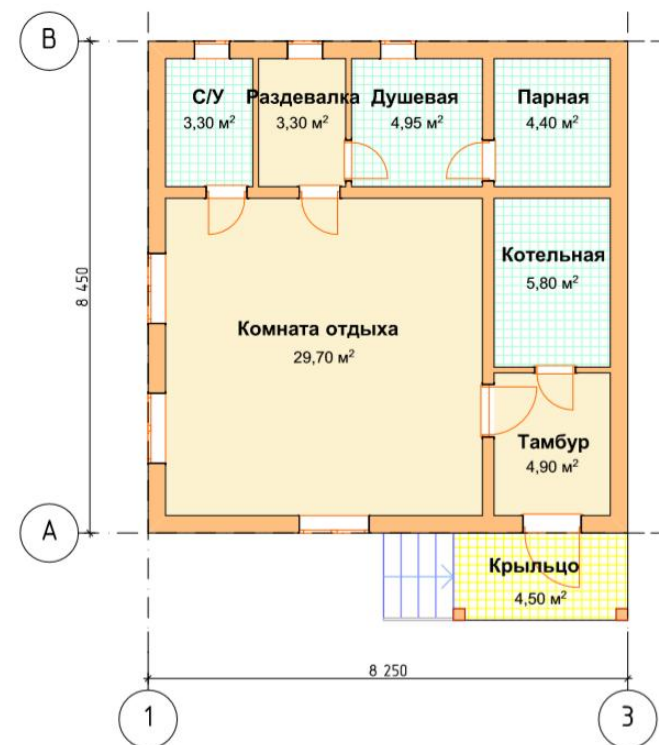 В
С/У
3,30 м²
Раздевалка
3,30 м²
Душевая
4,95 м²
Парная
4,40 м²
Котельная
5,80 м²
8 450
Комната отдыха
29,70 м²
Тамбур
4,90 м²
А
Крыльцо
4,50 м²
8 250
1
3